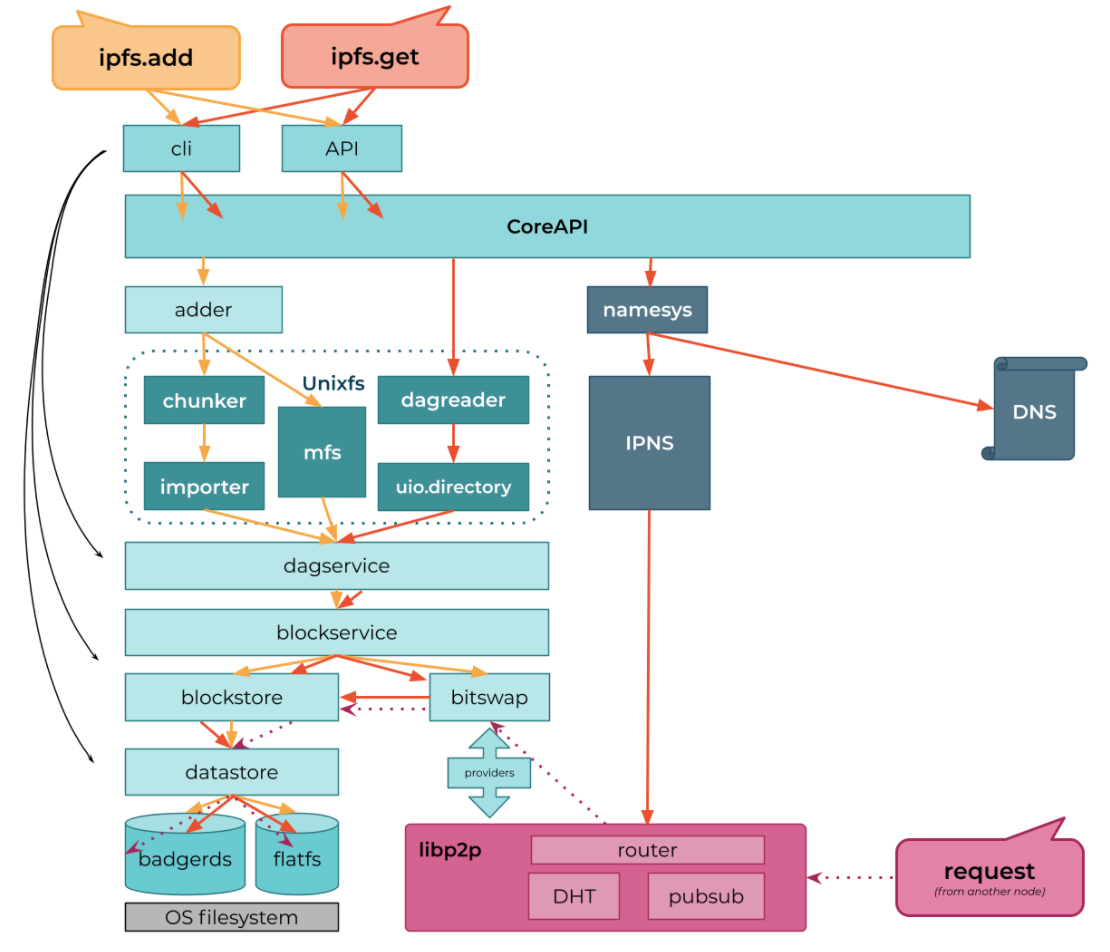 ipfs.add
ipfs.get
cli
API
CoreAPI
adder
namesys
Unixfs
chunker
dagreader
mfs
IPNS
DNS
importer
uio.directory
dagservice
blockservice
blockstore
bitswap
datastore
providers
badgerds
flatfs
libp2p
router
request
(from another node)
DHT
pubsub
OS filesystem